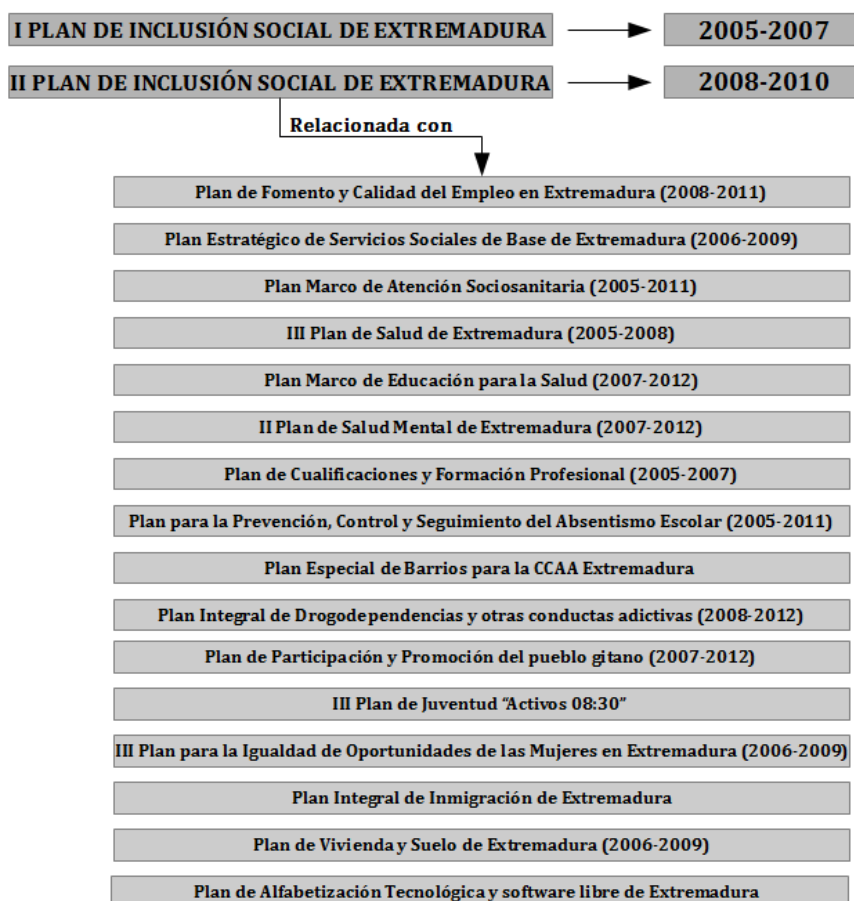 I PLAN DE INCLUSIÓN SOCIAL DE EXTREMADURA
2005-2007
II PLAN DE INCLUSIÓN SOCIAL DE EXTREMADURA
2008-2010
Relacionada con
Plan de Fomento y Calidad del Empleo en Extremadura (2008-2011)
Plan Estratégico de Servicios Sociales de Base de Extremadura (2006-2009)
Plan Marco de Atención Sociosanitaria (2005-2011)
III Plan de Salud de Extremadura (2005-2008)
Plan Marco de Educación para la Salud (2007-2012)
II Plan de Salud Mental de Extremadura (2007-2012)
Plan de Cualificaciones y Formación Profesional (2005-2007)
Plan para la Prevención, Control y Seguimiento del Absentismo Escolar (2005-2011)
Plan Especial de Barrios para la CCAA Extremadura
Plan Integral de Drogodependencias y otras conductas adictivas (2008-2012)
Plan de Participación y Promoción del pueblo gitano (2007-2012)
III Plan de Juventud “Activos 08:30”
III Plan para la Igualdad de Oportunidades de las Mujeres en Extremadura (2006-2009)
Plan Integral de Inmigración de Extremadura
Plan de Vivienda y Suelo de Extremadura (2006-2009)
Plan de Alfabetización Tecnológica y software libre de Extremadura